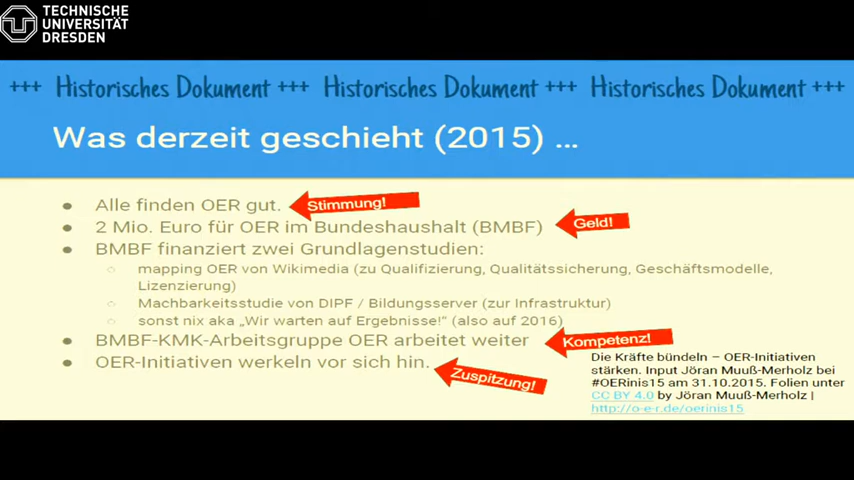 TECHNISCHE
UNIVERSITÄT
DRESDEN
+++ Historisches Dokument +++ Historisches Dokument +++ Historisches Dokument +++
Was derzeit geschieht (2015) ...
Alle finden OER gut.
Stimmung!
2 Mio. Euro für OER im Bundeshaushalt (BMBF)
Geld!
BMBF finanziert zwei Grundlagenstudien:
mapping OER von Wikimedia (zu Qualifizierung, Qualitätssicherung, Geschäftsmodelle,
Lizenzierung)
Machbarkeitsstudie von DIPF / Bildungsserver (zur Infrastruktur)
sonst nix aka „Wir warten auf Ergebnisse!“ (also auf 2016)
BMBF-KMK-Arbeitsgruppe OER arbeitet weiter
Kompetenz!
OER-Initiativen werkeln vor sich hin.
Zuspitzung!
Die Kräfte bündeln – OER-Initiativen
stärken. Input Jöran Muuß-Merholz bei
#OERinis15 am 31.10.2015. Folien unter
CC BY 4.0 by Jöran Muuß-Merholz |
http://o-e-r.de/oerinis15